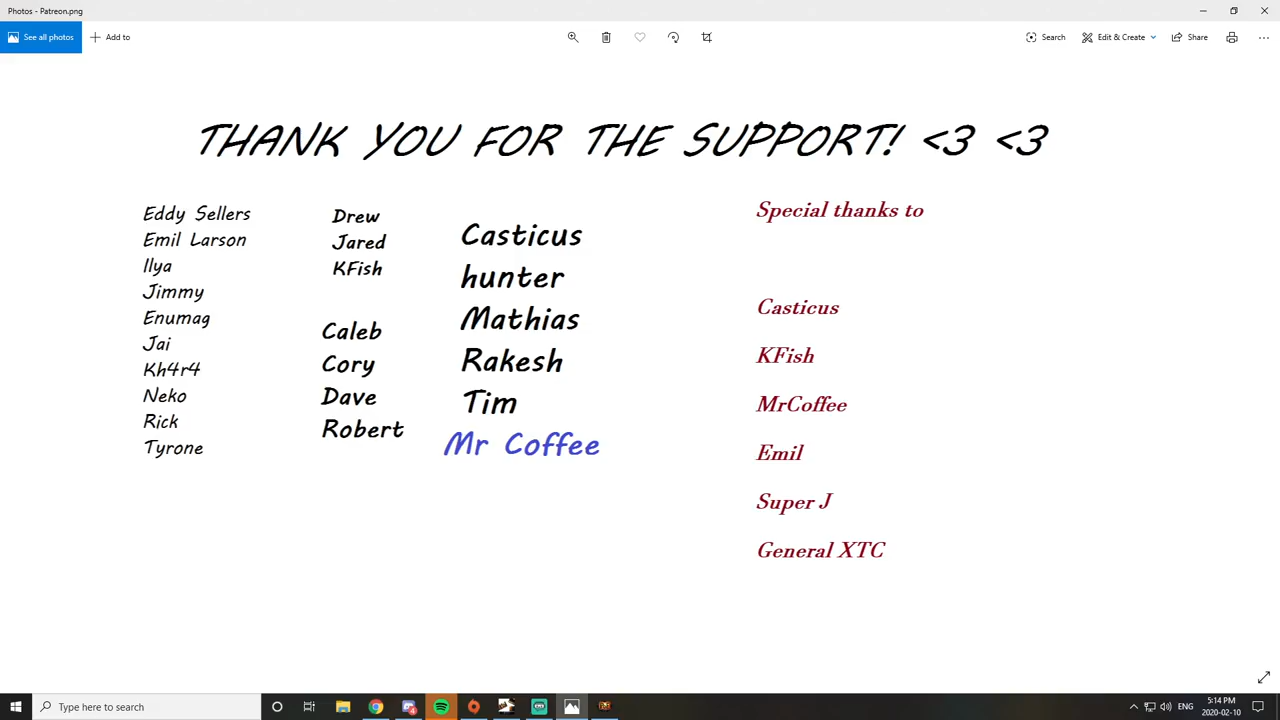 Photos - Patreon.png
See all photos
Add to
Search
Edit & Create
Share
THANK YOU FOR THE SUPPORT! <3 <3
Eddy Sellers
Emil Larson
Ilya
Jimmy
Enumag
Jai
Kh4r4
Neko
Rick
Tyrone
Drew
Jared
KFish
Caleb
Cory
Dave
Robert
Casticus
hunter
Mathias
Rakesh
Tim
Mr Coffee
Special thanks to
Casticus
KFish
MrCoffee
Emil
Super J
General XTC
Type here to search
ENG
5:14 PM
2020-02-10